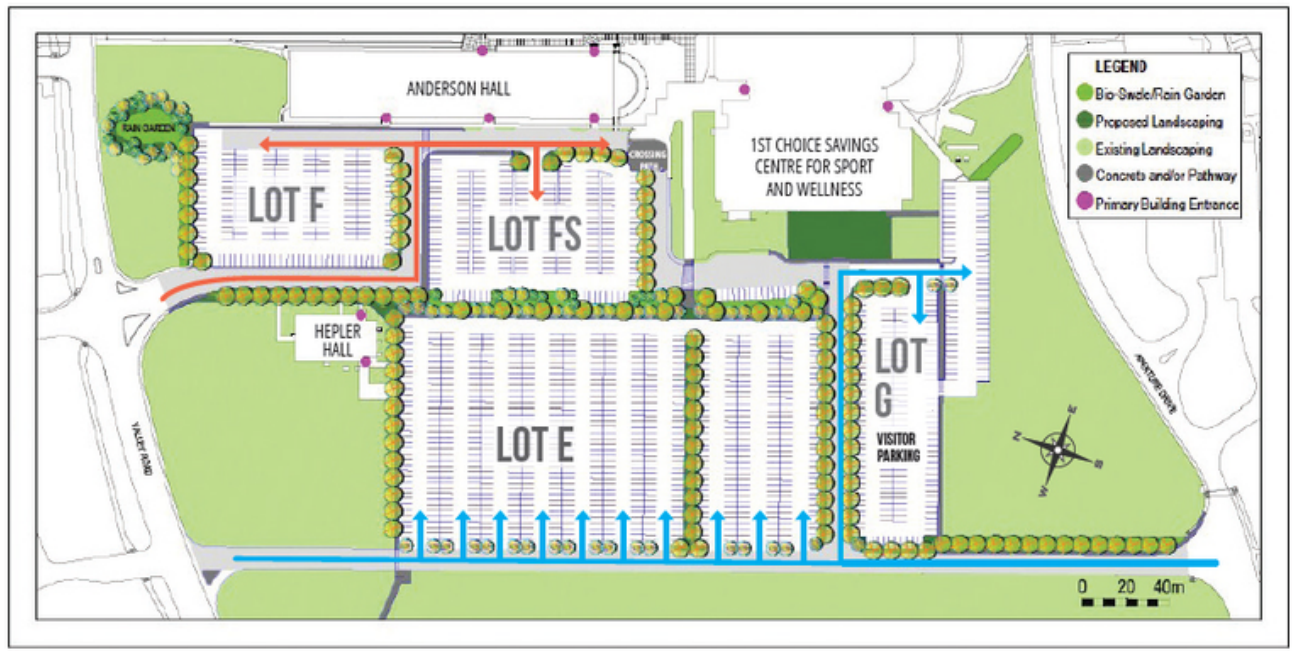 ANDERSON HALL
LEGEND
Bio-Swale/Rain Garden
Proposed Landscaping
Existing Landscaping
Concrete and/or Pathway
Primary Building Entrance
RAIN GARDEN
1ST CHOICE SAVINGS
CENTRE FOR SPORT
AND WELLNESS
CROSSING
PATH
LOT F
LOT FS
HEPLER
HALL
LOT
G
VISITOR
PARKING
LOT E
VALLEY ROAD
APERTURE DRIVE
N
E
S
W
0 20 40m